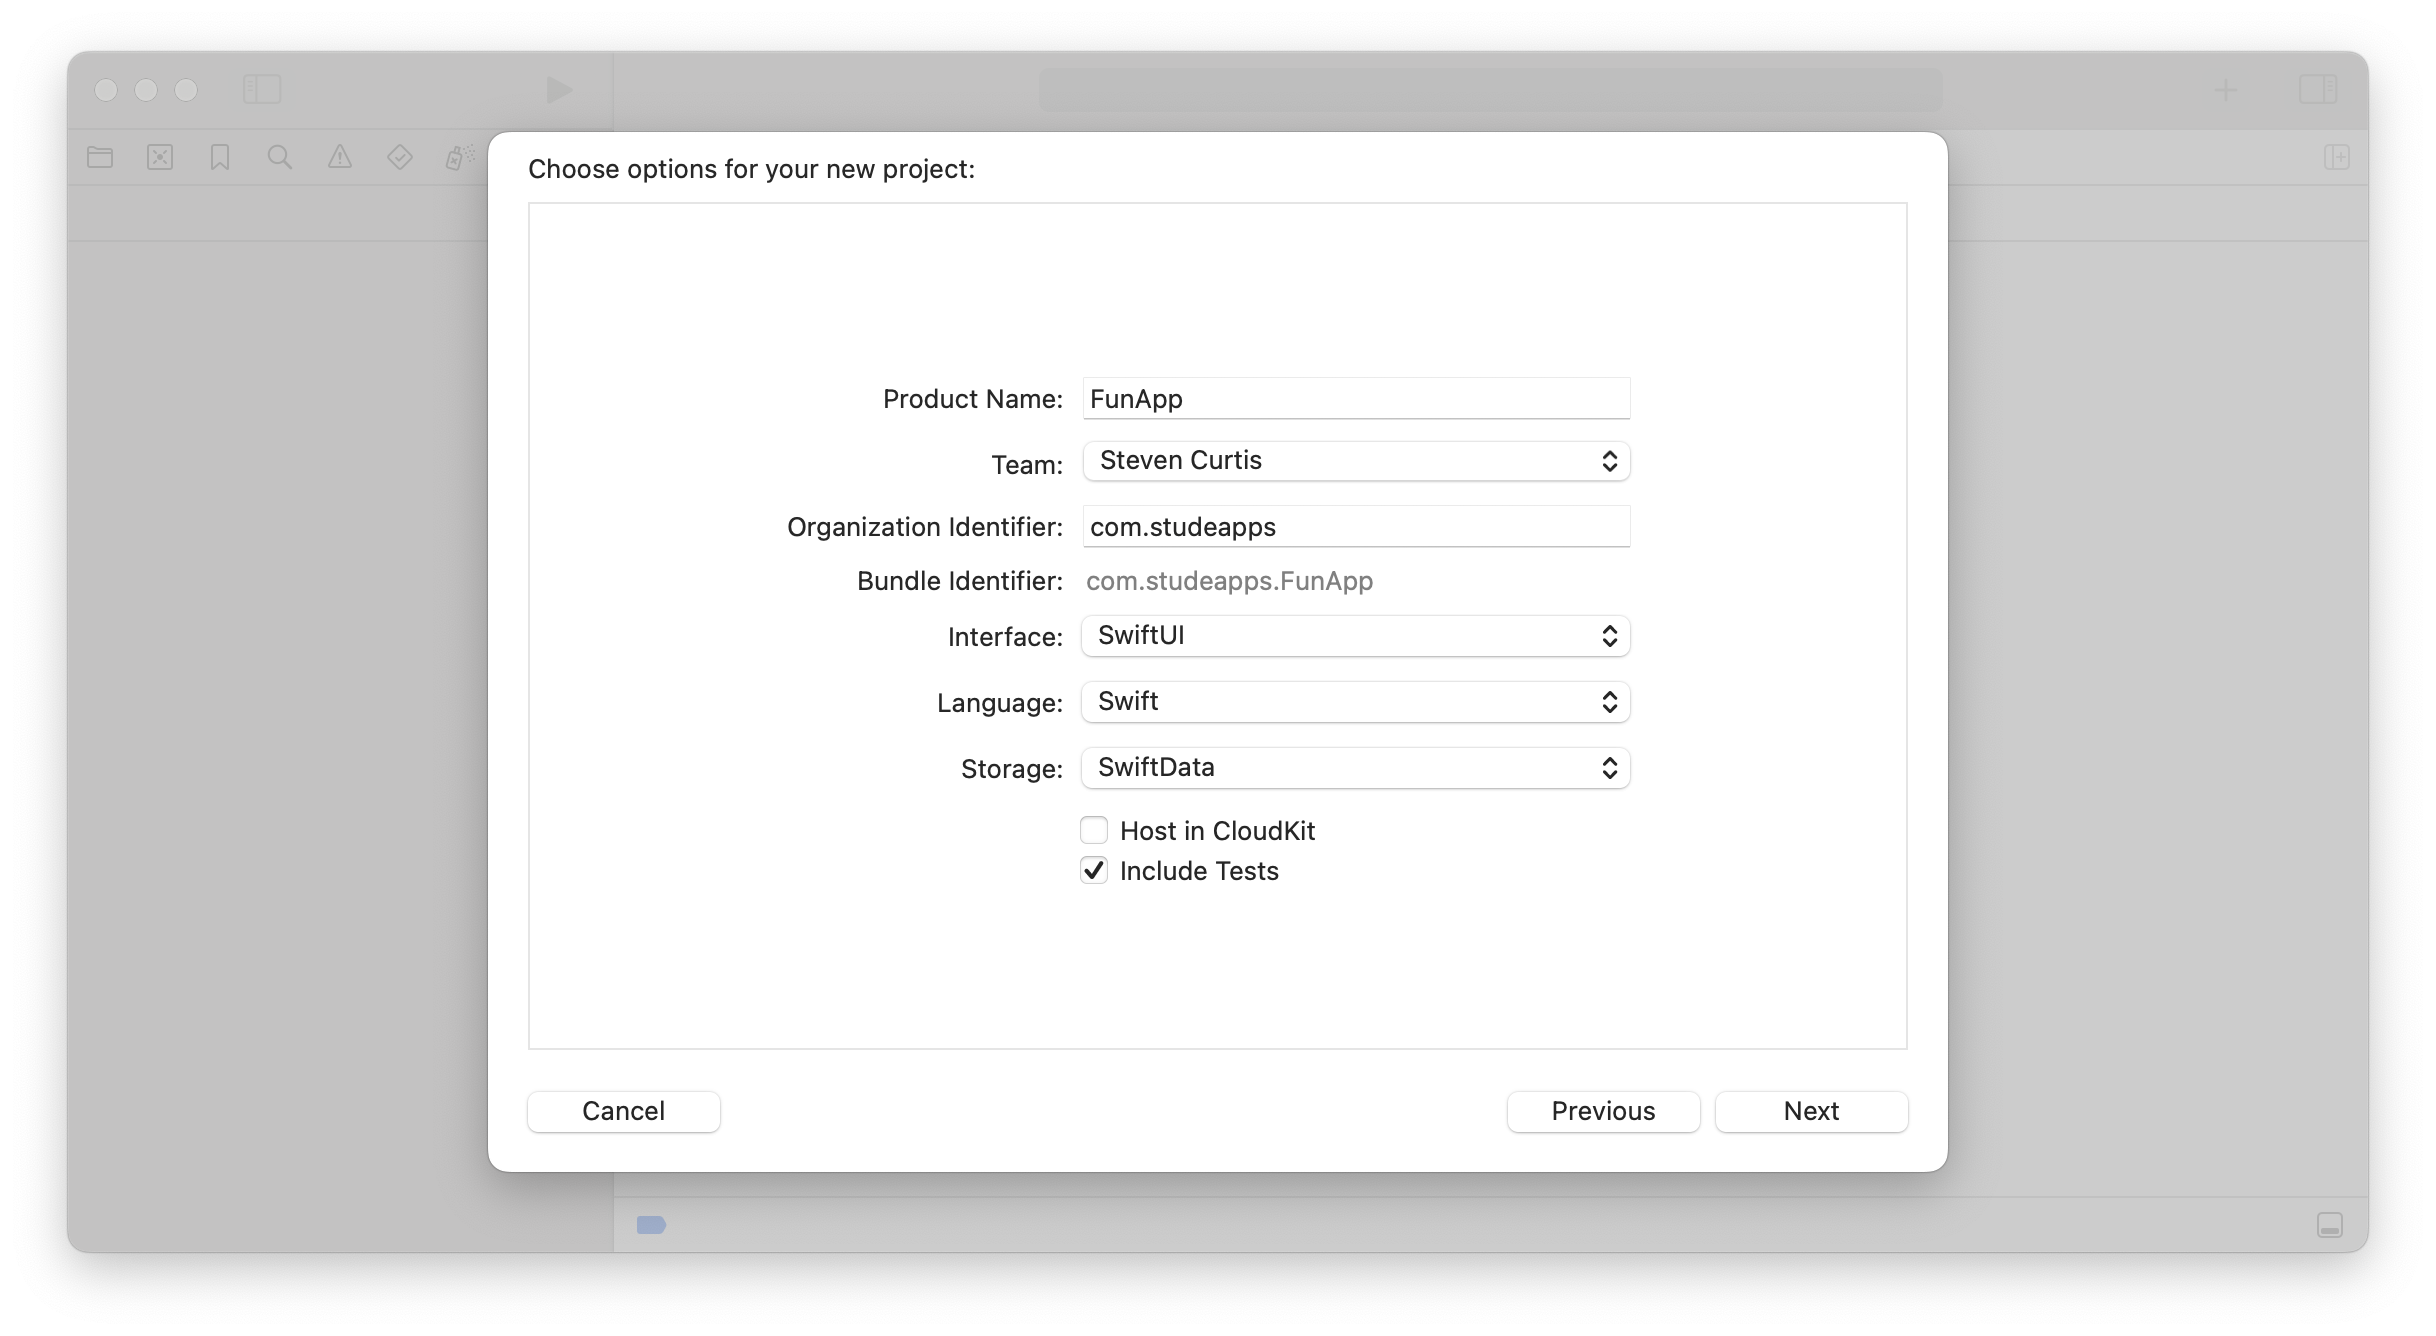 Choose options for your new project:
Product Name: FunApp
Team: Steven Curtis
Organization Identifier: com.studeapps
Bundle Identifier: com.studeapps.FunApp
Interface: SwiftUI
Language: Swift
Storage: SwiftData
Host in CloudKit
Include Tests
Cancel Previous Next